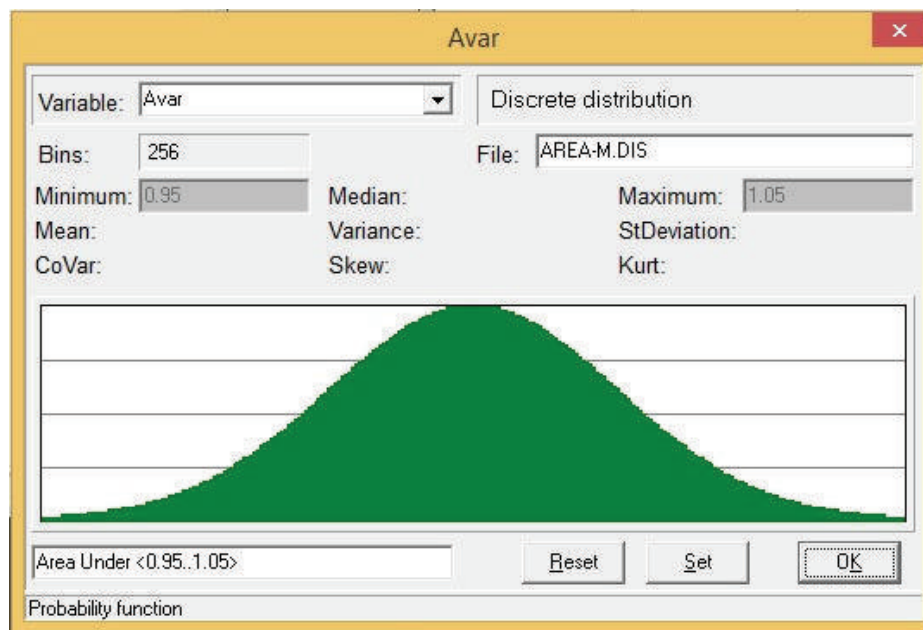 Avar
Variable: Avar Discrete distribution
Bins: 256 File: AREA-M.DIS
Minimum: 0.95 Median: Maximum: 1.05
Mean: Variance: StDeviation:
CoVar: Skew: Kurt:
Area Under <0.95..1.05> Reset Set OK
Probability function